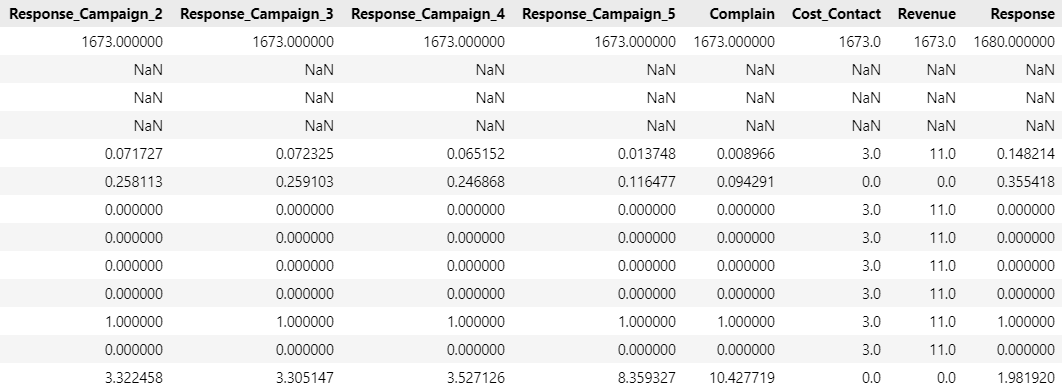 Response_Campaign_2 Response_Campaign_3 Response_Campaign_4 Response_Campaign_5 Complain Cost_Contact Revenue Response
1673.000000 1673.000000 1673.000000 1673.000000 1673.000000 1673.0 1673.0 1680.000000
NaN NaN NaN NaN NaN NaN NaN NaN
NaN NaN NaN NaN NaN NaN NaN NaN
NaN NaN NaN NaN NaN NaN NaN NaN
0.071727 0.072325 0.065152 0.013748 0.008966 3.0 11.0 0.148214
0.258113 0.259103 0.246868 0.116477 0.094291 0.0 0.0 0.355418
0.000000 0.000000 0.000000 0.000000 0.000000 3.0 11.0 0.000000
0.000000 0.000000 0.000000 0.000000 0.000000 3.0 11.0 0.000000
0.000000 0.000000 0.000000 0.000000 0.000000 3.0 11.0 0.000000
0.000000 0.000000 0.000000 0.000000 0.000000 3.0 11.0 0.000000
1.000000 1.000000 1.000000 1.000000 1.000000 3.0 11.0 1.000000
0.000000 0.000000 0.000000 0.000000 0.000000 3.0 11.0 0.000000
3.322458 3.305147 3.527126 8.359327 10.427719 0.0 0.0 1.981920